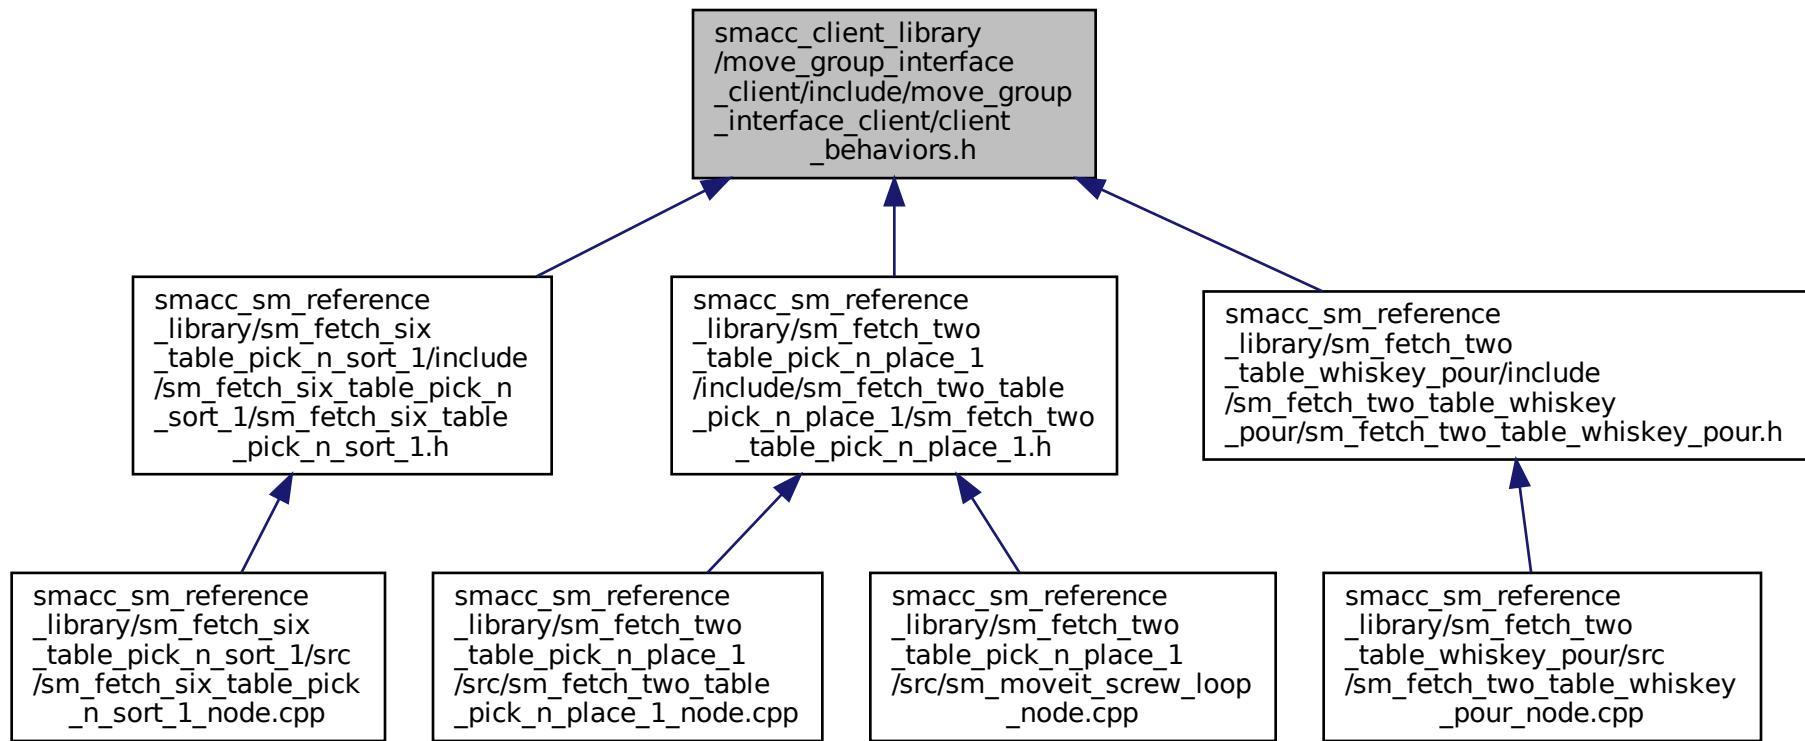 smacc_client_library
/move_group_interface
_client/include/move_group
_interface_client/client
_behaviors.h
smacc_sm_reference
_library/sm_fetch_six
_table_pick_n_sort_1/include
/sm_fetch_six_table_pick_n
_sort_1/sm_fetch_six_table
_pick_n_sort_1.h
smacc_sm_reference
_library/sm_fetch_two
_table_pick_n_place_1
/include/sm_fetch_two_table
_pick_n_place_1/sm_fetch_two
_table_pick_n_place_1.h
smacc_sm_reference
_library/sm_fetch_two
_table_whiskey_pour/include
/sm_fetch_two_table_whiskey
_pour/sm_fetch_two_table_whiskey_pour.h
smacc_sm_reference
_library/sm_fetch_six
_table_pick_n_sort_1/src
/sm_fetch_six_table_pick
_n_sort_1_node.cpp
smacc_sm_reference
_library/sm_fetch_two
_table_pick_n_place_1
/src/sm_fetch_two_table
_pick_n_place_1_node.cpp
smacc_sm_reference
_library/sm_fetch_two
_table_pick_n_place_1
/src/sm_moveit_screw_loop
_node.cpp
smacc_sm_reference
_library/sm_fetch_two
_table_whiskey_pour/src
/sm_fetch_two_table_whiskey
_pour_node.cpp